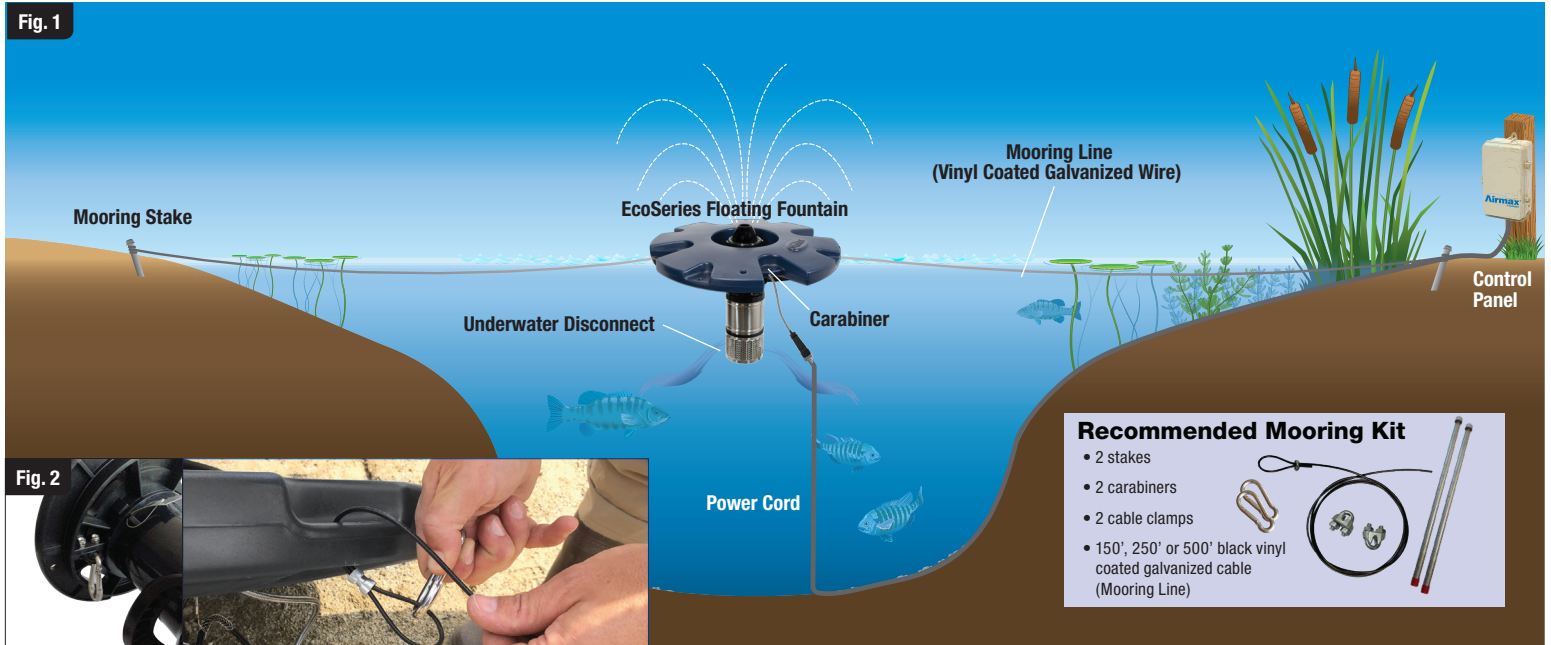 Fig. 1
Mooring Line
(Vinyl Coated Galvanized Wire)
Airmax
EcoSeries Floating Fountain
Mooring Stake
Control
Panel
Underwater Disconnect
Carabiner
Power Cord
Recommended Mooring Kit
• 2 stakes
• 2 carabiners
• 2 cable clamps
• 150', 250' or 500' black vinyl
coated galvanized cable
(Mooring Line)
Fig. 2